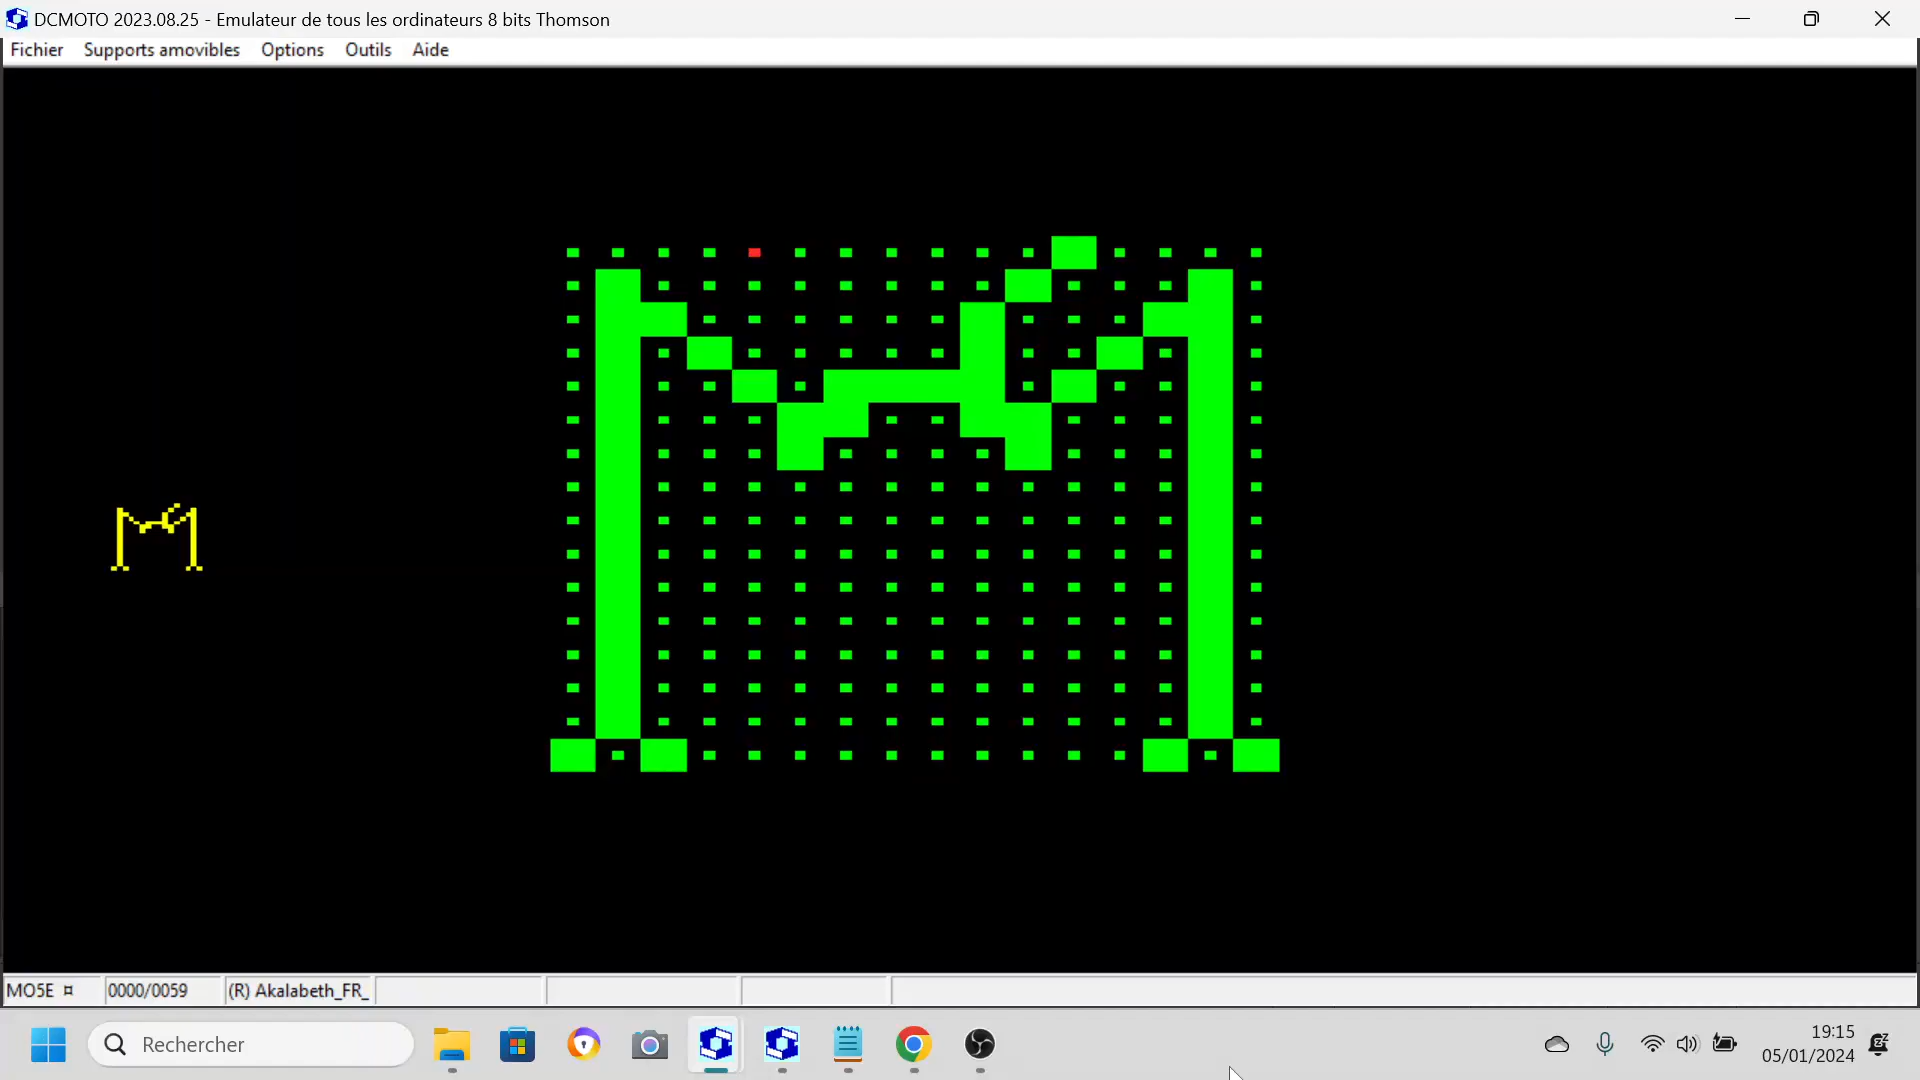 DCMOTO 2023.08.25 - Emulateur de tous les ordinateurs 8 bits Thomson
Fichier Supports amovibles Options Outils Aide
MO5E ¤ 0000/0059 (R) Akalabeth_FR_
Rechercher
19:15
05/01/2024